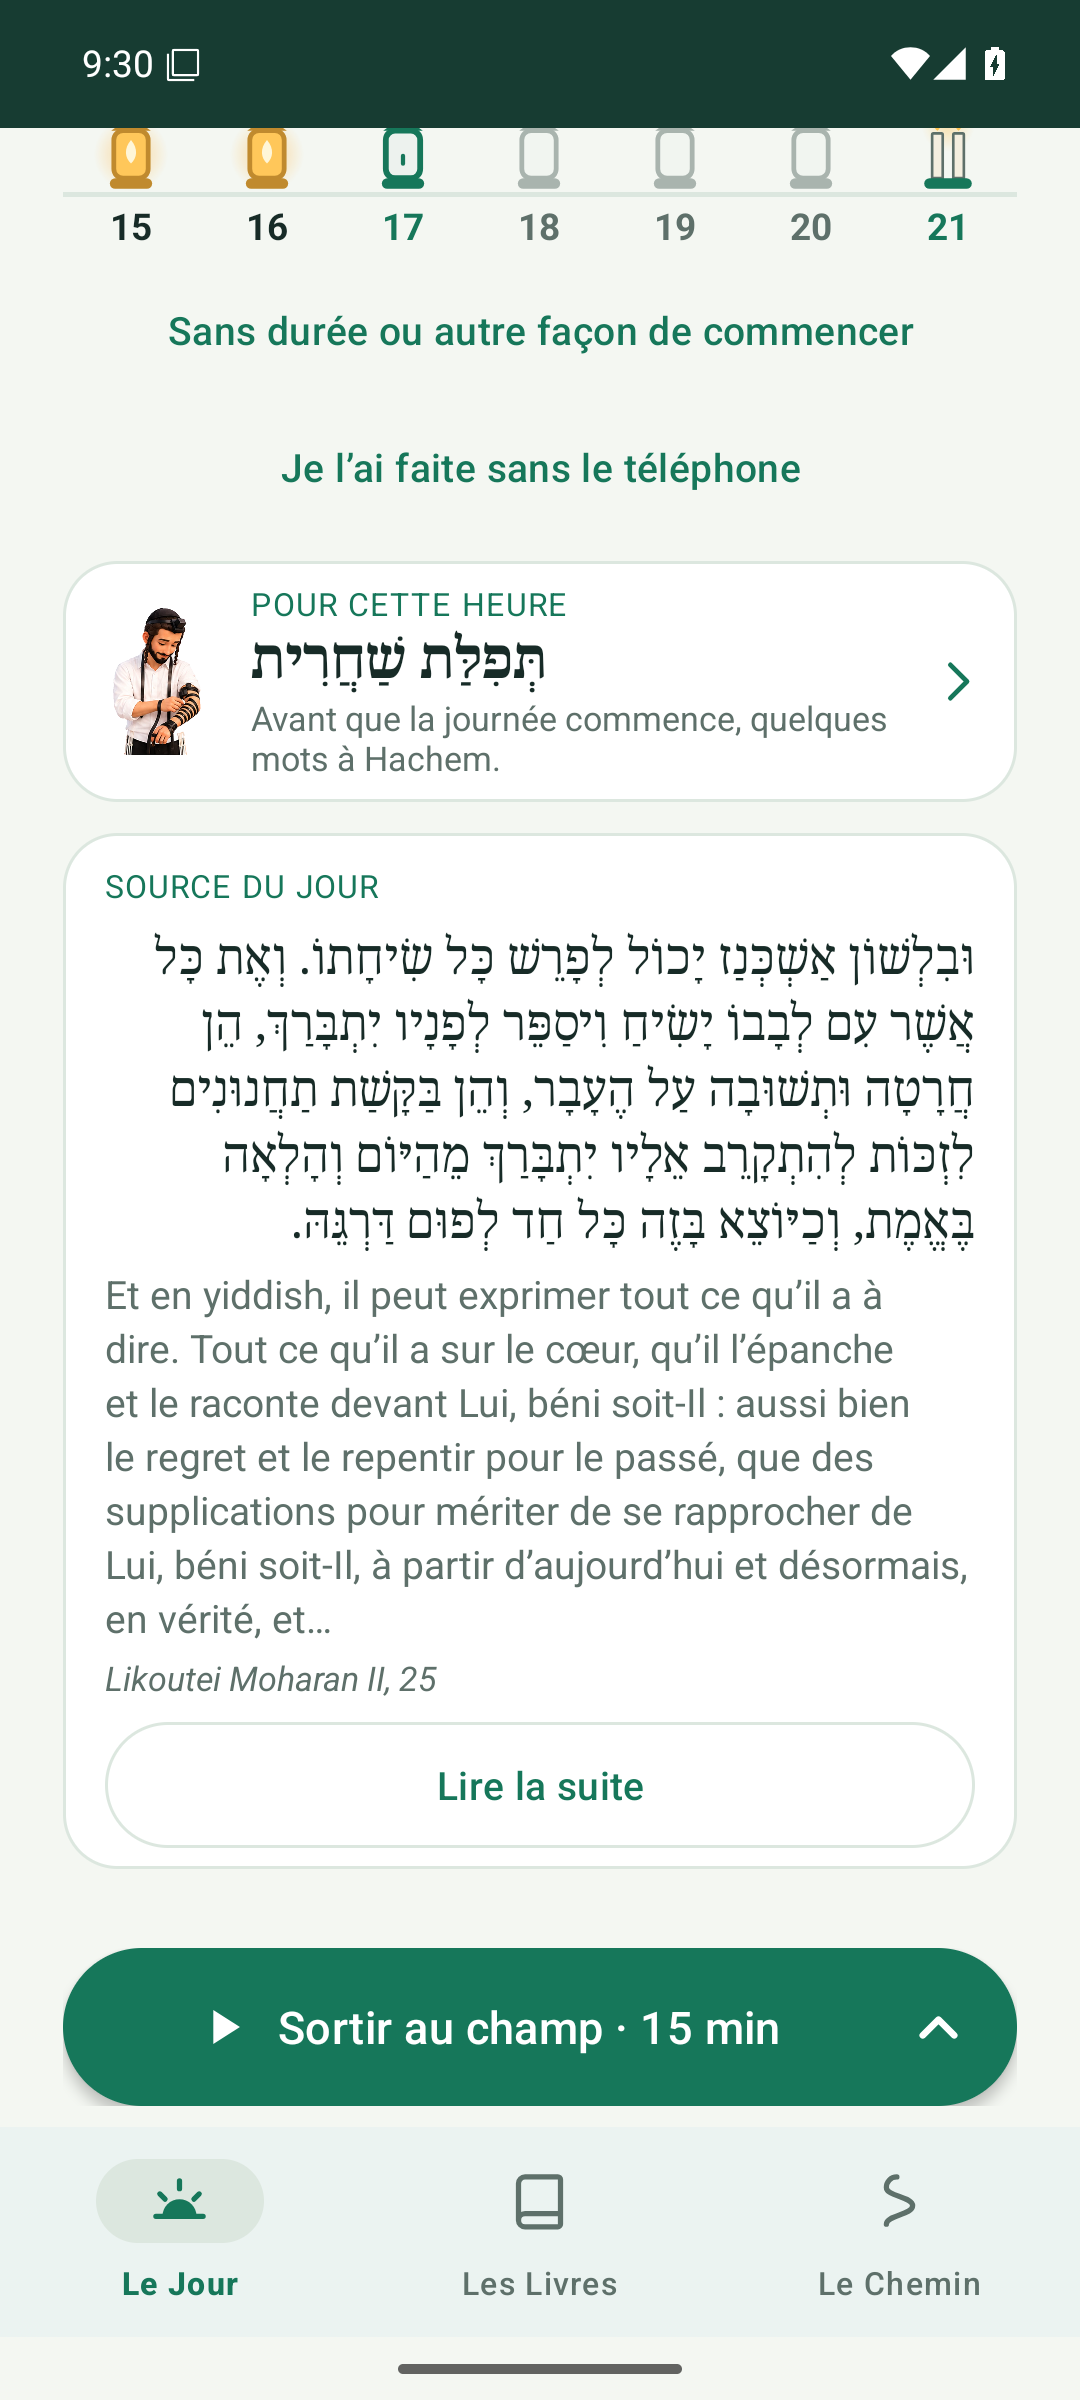 9:30
15 16 17 18 19 20 21
Sans durée ou autre façon de commencer
Je l’ai faite sans le téléphone
POUR CETTE HEURE
תְּפִלַּת שַׁחֲרִית
Avant que la journée commence, quelques
mots à Hachem.
SOURCE DU JOUR
וּבִלְשׁוֹן אַשְׁכְּנַז יָכוֹל לְפָרֵשׁ כָּל שִׂיחָתוֹ. וְאֶת כָּל
אֲשֶׁר עִם לְבָבוֹ יָשִׂיחַ וִיסַפֵּר לְפָנָיו יִתְבָּרַךְ, הֵן
חֲרָטָה וּתְשׁוּבָה עַל הֶעָבָר, וְהֵן בַּקָּשַׁת תַּחֲנוּנִים
לִזְכּוֹת לְהִתְקָרֵב אֵלָיו יִתְבָּרַךְ מֵהַיּוֹם וְהָלְאָה
בֶּאֱמֶת, וְכַיּוֹצֵא בָּזֶה כָּל חַד לְפוּם דַּרְגֵּהּ.
Et en yiddish, il peut exprimer tout ce qu’il a à
dire. Tout ce qu’il a sur le cœur, qu’il l’épanche
et le raconte devant Lui, béni soit-Il : aussi bien
le regret et le repentir pour le passé, que des
supplications pour mériter de se rapprocher de
Lui, béni soit-Il, à partir d’aujourd’hui et désormais,
en vérité, et…
Likoutei Moharan II, 25
Lire la suite
Sortir au champ · 15 min
Le Jour Les Livres Le Chemin